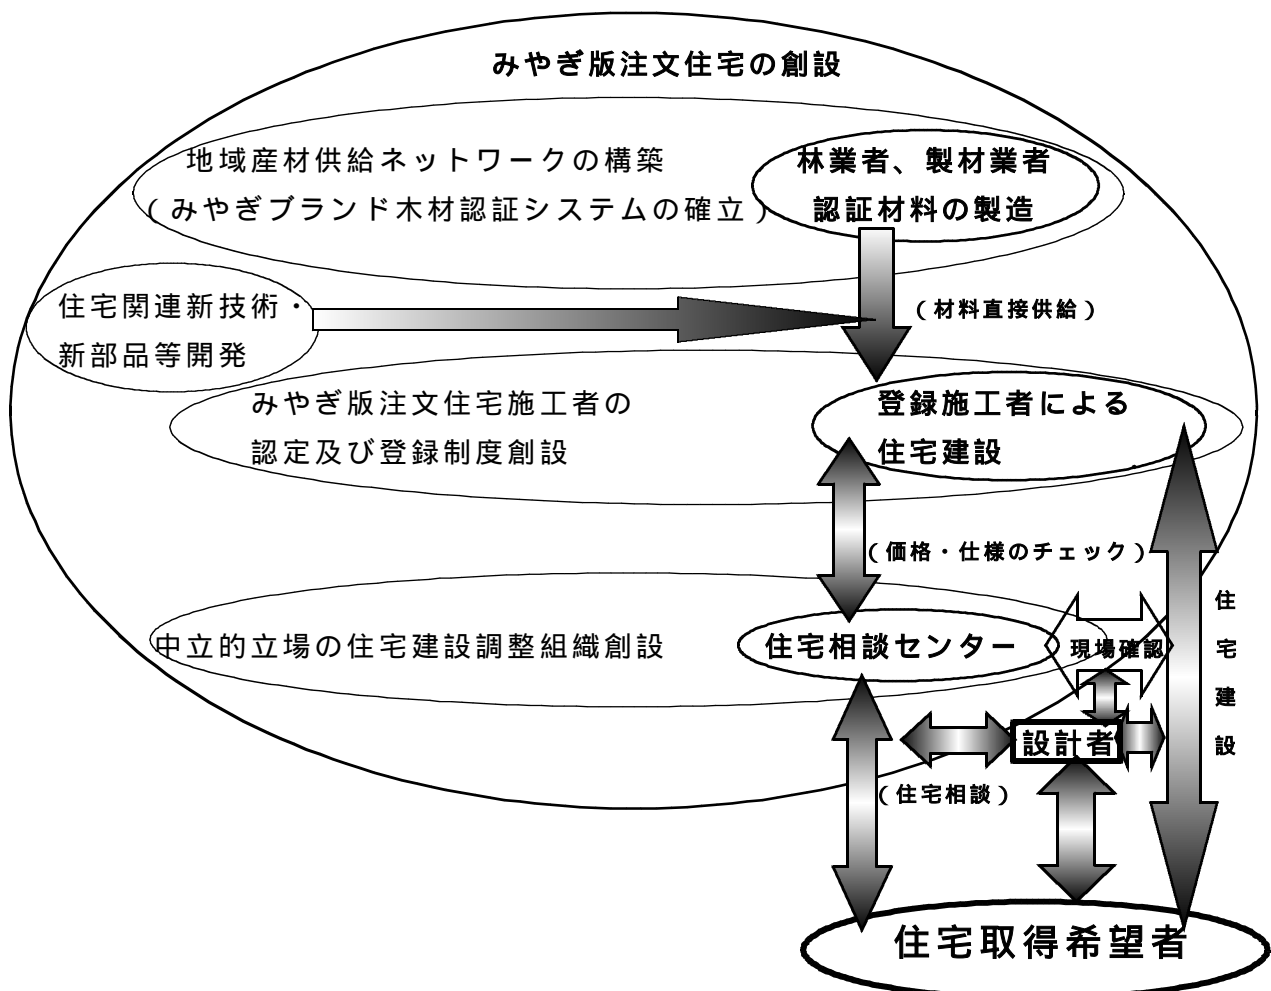 みやぎ版注文住宅の創設
地域産材供給ネットワークの構築
(みやぎブランド木材認証システムの確立)
林業者、製材業者
認証材料の製造
住宅関連新技術・
新部品等開発
(材料直接供給)
みやぎ版注文住宅施工者の
認定及び登録制度創設
登録施工者による
住宅建設
(価格・仕様のチェック)
中立的立場の住宅建設調整組織創設
住宅相談センター
現場確認
住宅建設
設計者
(住宅相談)
住宅取得希望者